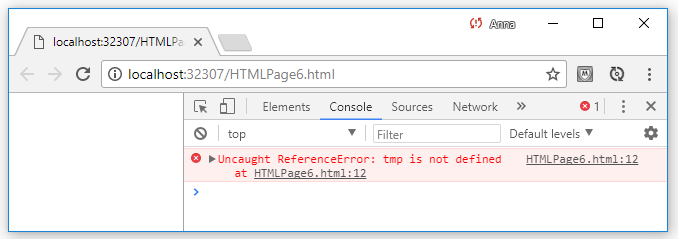 Anna
localhost:32307/HTMLPa
localhost:32307/HTMLPage6.html
Elements Console Sources Network 1
top Filter Default levels
Uncaught ReferenceError: tmp is not defined HTMLPage6.html:12
at HTMLPage6.html:12